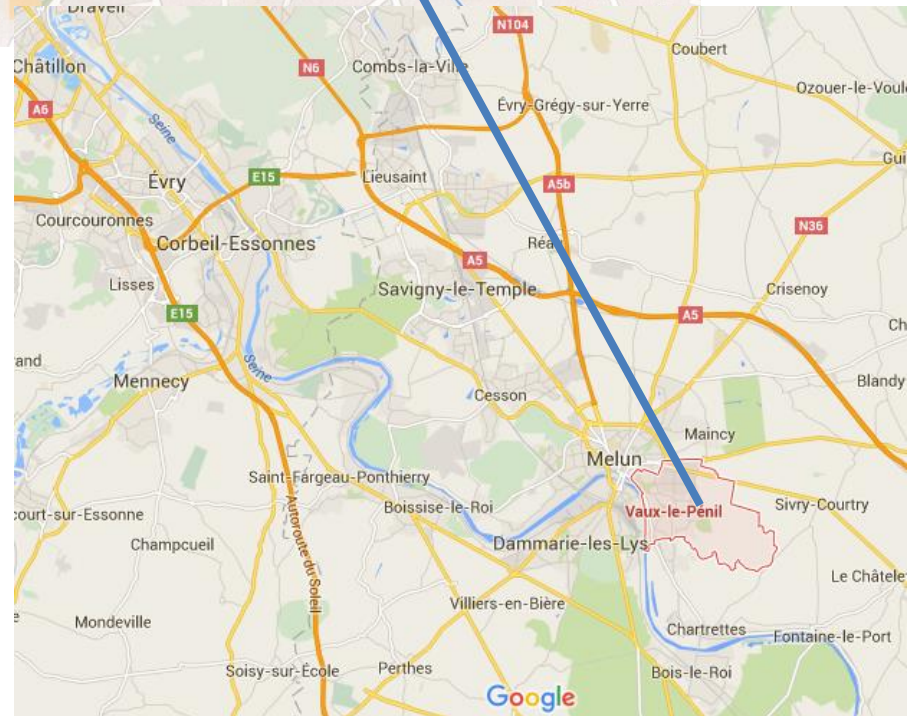 Draveil
N104
Coubert
Châtillon
N6
Combs-la-Ville
Ozouer-le-Voul
A6
Évry-Grégy-sur-Yerre
Seine
Gui
Évry
E15
Lieusaint
A5b
Courcouronnes
N36
Corbeil-Essonnes
Réa
A5
Lisses
Savigny-le-Temple
Crisenoy
E15
A5
Ch
and
Seine
Mennecy
Cesson
Blandy
Maincy
Melun
Saint-Fargeau-Ponthierry
court-sur-Essonne
Boissise-le-Roi
Vaux-le-Pénil
Sivry-Courtry
Autoroute du Soleil
Champcueil
Dammarie-les-Lys
Le Châtele
Villiers-en-Bière
Mondeville
Chartrettes
Fontaine-le-Port
Soisy-sur-École
Perthes
Bois-le-Roi
Google